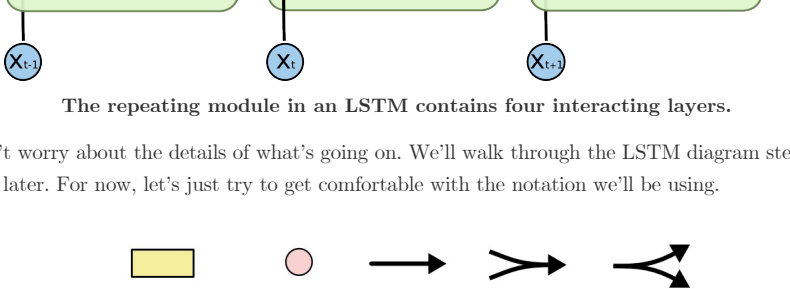 Xt-1 Xt Xt+1
The repeating module in an LSTM contains four interacting layers.
't worry about the details of what's going on. We'll walk through the LSTM diagram ste
later. For now, let's just try to get comfortable with the notation we'll be using.